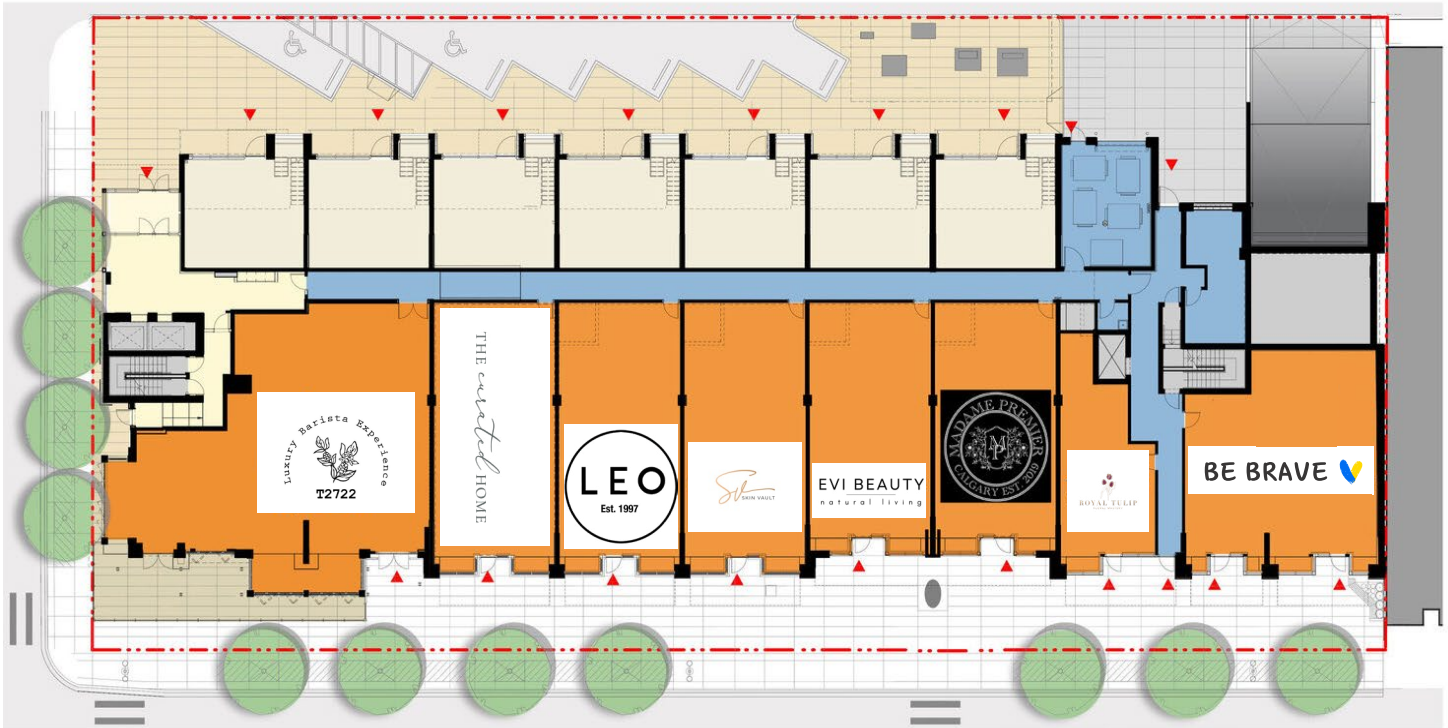 Luxury Barista Experience
T2722
THE curated HOME
LEO
Est. 1997
SV
SKIN VAULT
EVI BEAUTY
natural living
MADAME PREMIER
MP
CALGARY EST. 2019
ROYAL TULIP
BE BRAVE